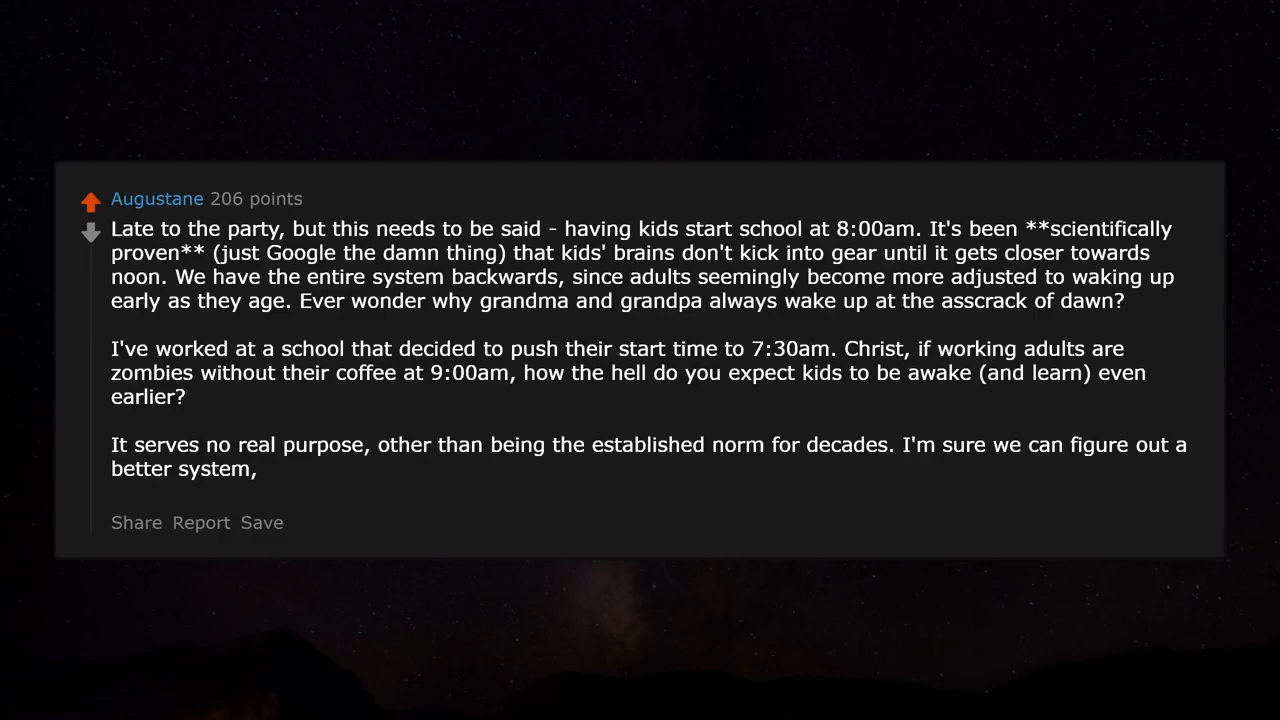 Augustane 206 points
Late to the party, but this needs to be said - having kids start school at 8:00am. It's been **scientifically
proven** (just Google the damn thing) that kids' brains don't kick into gear until it gets closer towards
noon. We have the entire system backwards, since adults seemingly become more adjusted to waking up
early as they age. Ever wonder why grandma and grandpa always wake up at the asscrack of dawn?
I've worked at a school that decided to push their start time to 7:30am. Christ, if working adults are
zombies without their coffee at 9:00am, how the hell do you expect kids to be awake (and learn) even
earlier?
It serves no real purpose, other than being the established norm for decades. I'm sure we can figure out a
better system,
Share Report Save